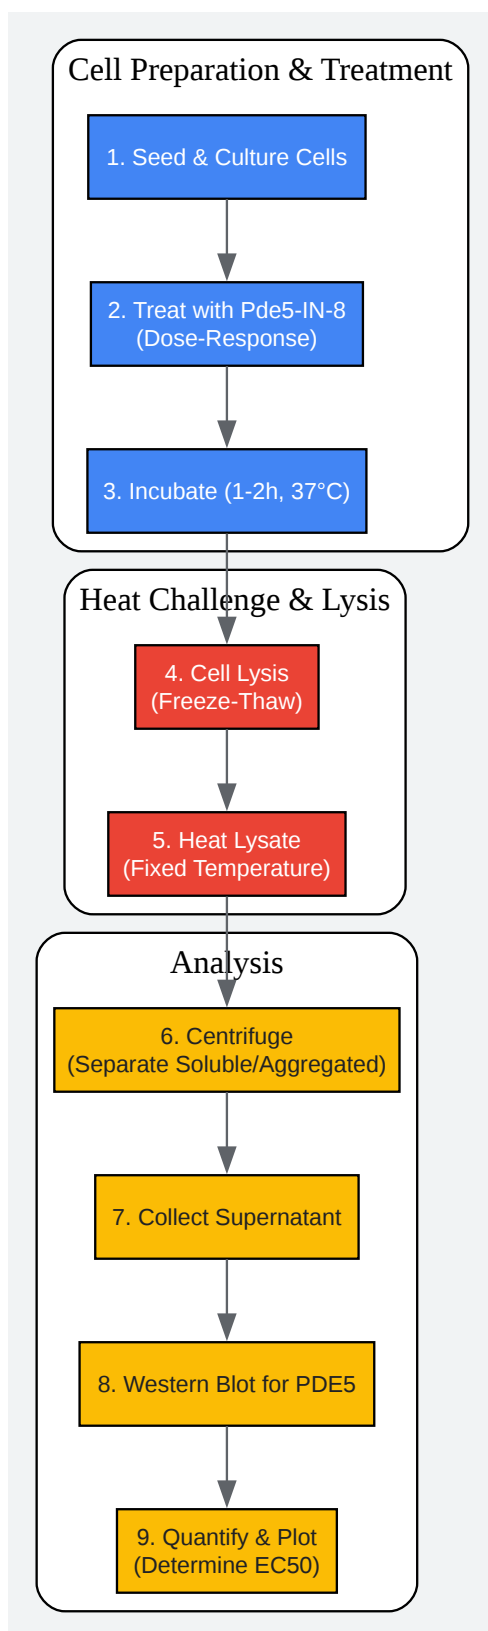 Cell Preparation & Treatment
1. Seed & Culture Cells
2. Treat with Pde5-IN-8
(Dose-Response)
3. Incubate (1-2h, 37°C)
Heat Challenge & Lysis
4. Cell Lysis
(Freeze-Thaw)
5. Heat Lysate
(Fixed Temperature)
Analysis
6. Centrifuge
(Separate Soluble/Aggregated)
7. Collect Supernatant
8. Western Blot for PDE5
9. Quantify & Plot
(Determine EC50)